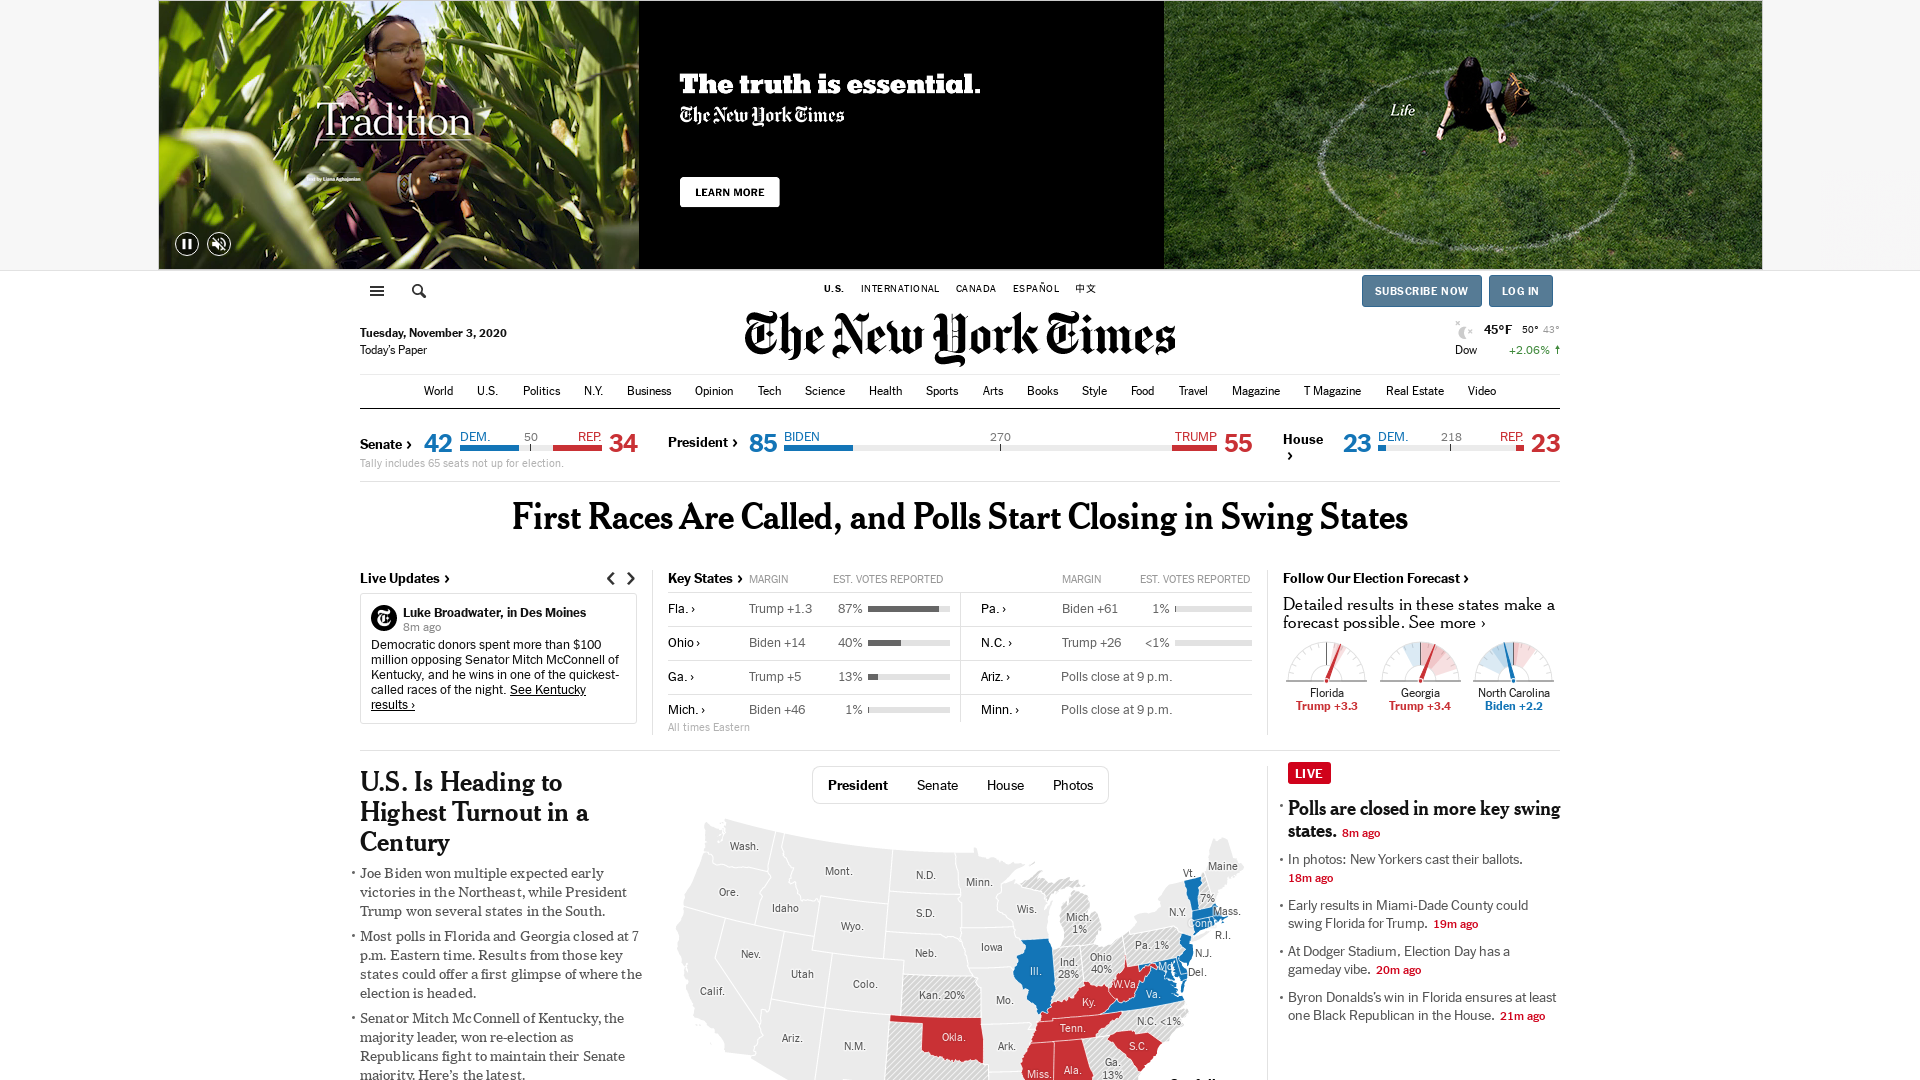 Tradition
The truth is essential.
The New York Times
LEARN MORE
Life
U.S. INTERNATIONAL CANADA ESPAÑOL 中文
SUBSCRIBE NOW LOG IN
Tuesday, November 3, 2020
Today's Paper
The New York Times
45°F 50° 43°
Dow +2.06% ↑
World U.S. Politics N.Y. Business Opinion Tech Science Health Sports Arts Books Style Food Travel Magazine T Magazine Real Estate Video
Senate › 42 DEM. 50 REP. 34
Tally includes 65 seats not up for election.
President › 85 BIDEN 270 TRUMP 55
House › 23 DEM. 218 REP. 23
First Races Are Called, and Polls Start Closing in Swing States
Live Updates ›
Luke Broadwater, in Des Moines
8m ago
Democratic donors spent more than $100
million opposing Senator Mitch McConnell of
Kentucky, and he wins in one of the quickest-
called races of the night. See Kentucky
results ›
Key States › MARGIN EST. VOTES REPORTED MARGIN EST. VOTES REPORTED
Fla. › Trump +1.3 87% Pa. › Biden +61 1%
Ohio › Biden +14 40% N.C. › Trump +26 <1%
Ga. › Trump +5 13% Ariz. › Polls close at 9 p.m.
Mich. › Biden +46 1% Minn. › Polls close at 9 p.m.
All times Eastern
Follow Our Election Forecast ›
Detailed results in these states make a
forecast possible. See more ›
Florida Georgia North Carolina
Trump +3.3 Trump +3.4 Biden +2.2
U.S. Is Heading to
Highest Turnout in a
Century
• Joe Biden won multiple expected early
victories in the Northeast, while President
Trump won several states in the South.
• Most polls in Florida and Georgia closed at 7
p.m. Eastern time. Results from those key
states could offer a first glimpse of where the
election is headed.
• Senator Mitch McConnell of Kentucky, the
majority leader, won re-election as
Republicans fight to maintain their Senate
majority. Here's the latest.
President Senate House Photos
Wash.
Mont.
N.D.
Minn.
Maine
Vt.
Ore.
Idaho
S.D.
Wis.
Mich.
1%
N.Y.
7%
Mass.
Wyo.
R.I.
Nev.
Neb.
Iowa
Pa. 1%
N.J.
Utah
Colo.
Ill.
Ind.
28%
Ohio
40%
Md.
Del.
Calif.
Kan. 20%
Mo.
W.Va.
Va.
Ky.
N.C. <1%
Ariz.
N.M.
Okla.
Ark.
Tenn.
S.C.
Miss.
Ala.
Ga.
13%
LIVE
• Polls are closed in more key swing
states. 8m ago
• In photos: New Yorkers cast their ballots.
18m ago
• Early results in Miami-Dade County could
swing Florida for Trump. 19m ago
• At Dodger Stadium, Election Day has a
gameday vibe. 20m ago
• Byron Donalds's win in Florida ensures at least
one Black Republican in the House. 21m ago